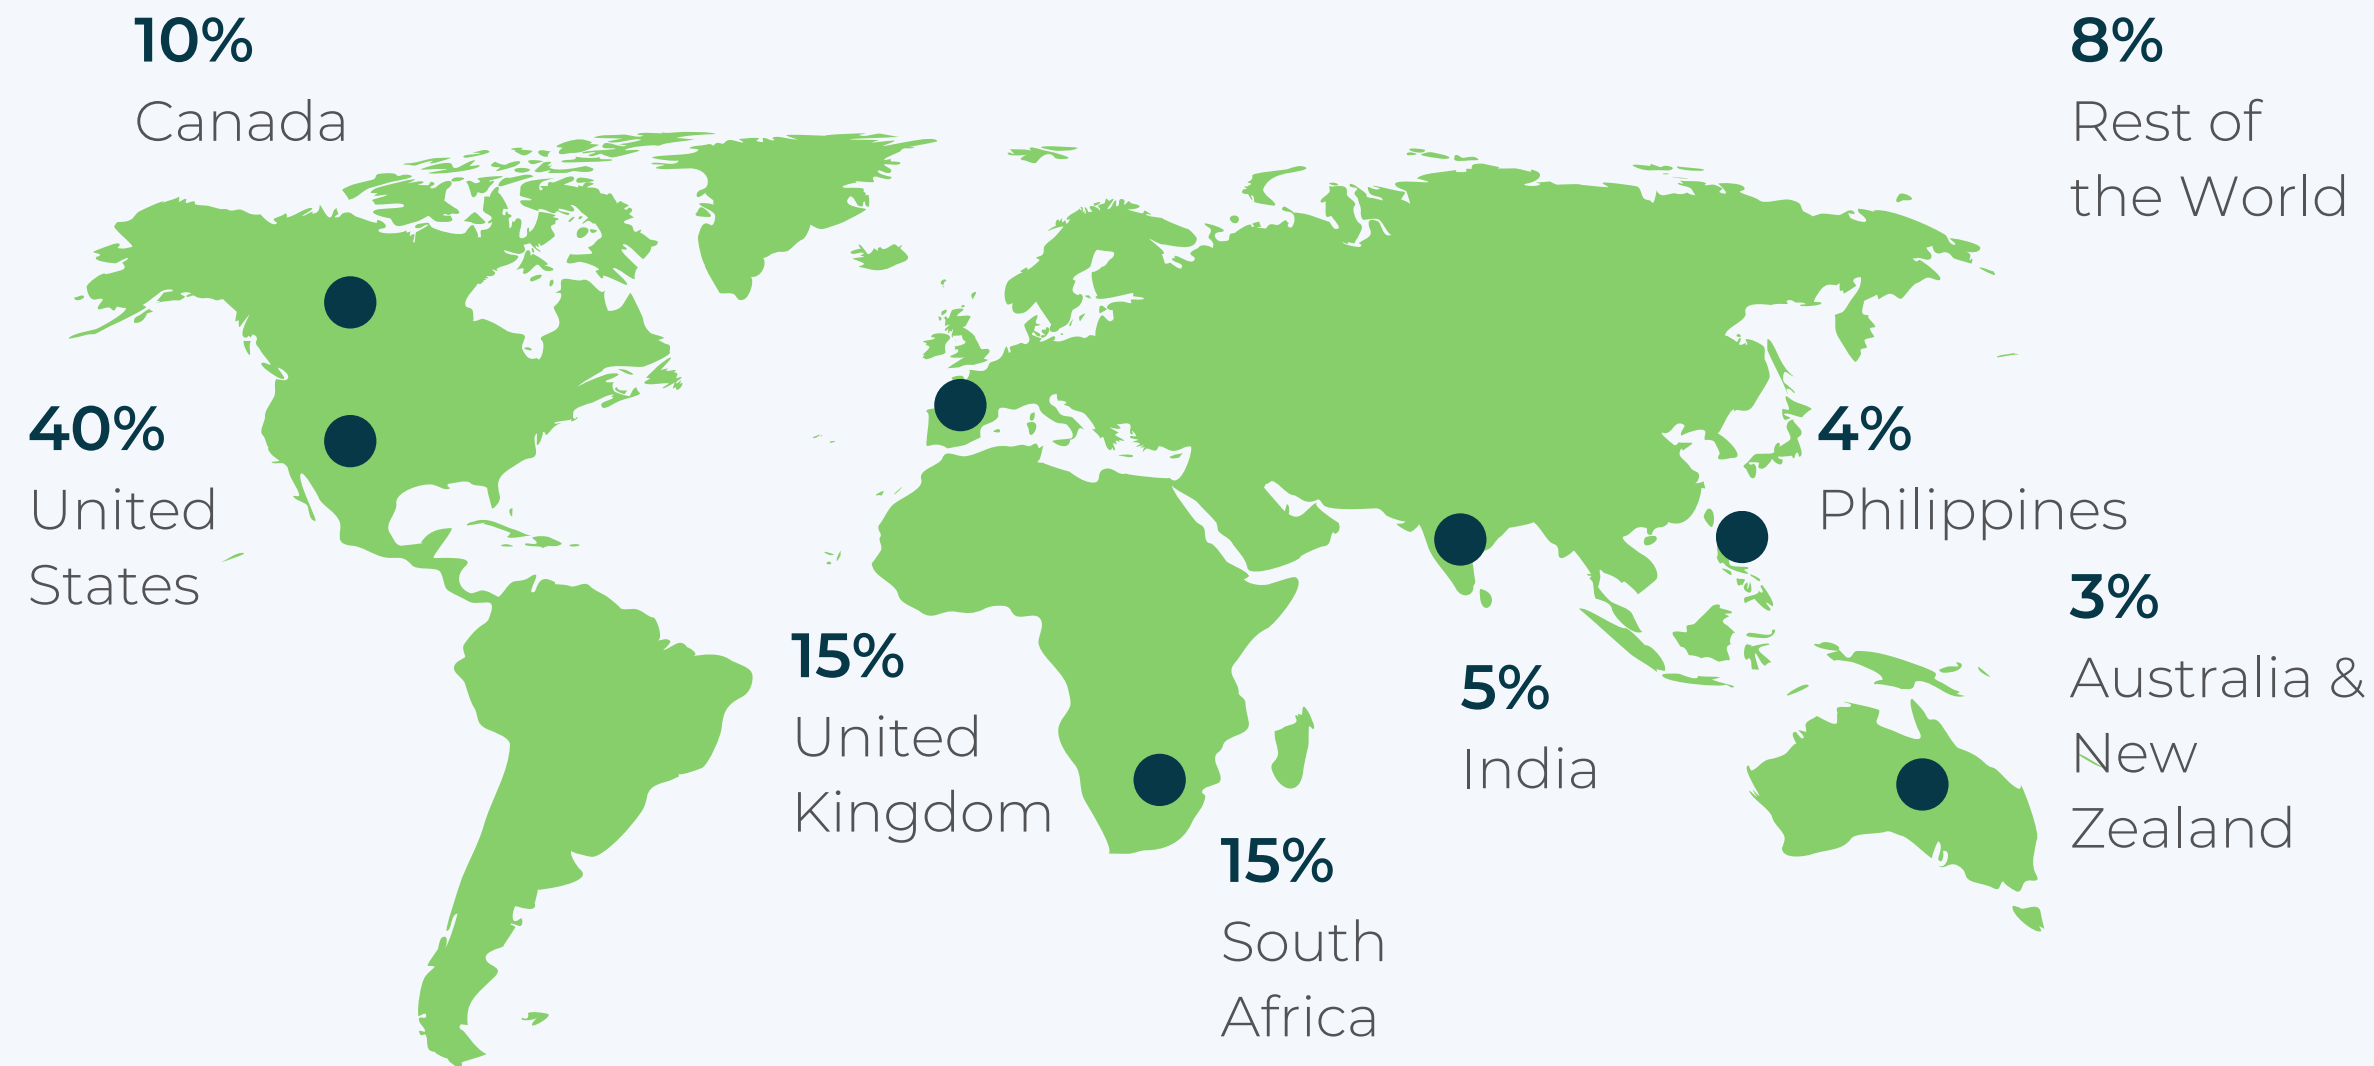 10%
Canada
8%
Rest of
the World
40%
United
States
4%
Philippines
3%
Australia &
New
Zealand
15%
United
Kingdom
5%
India
15%
South
Africa